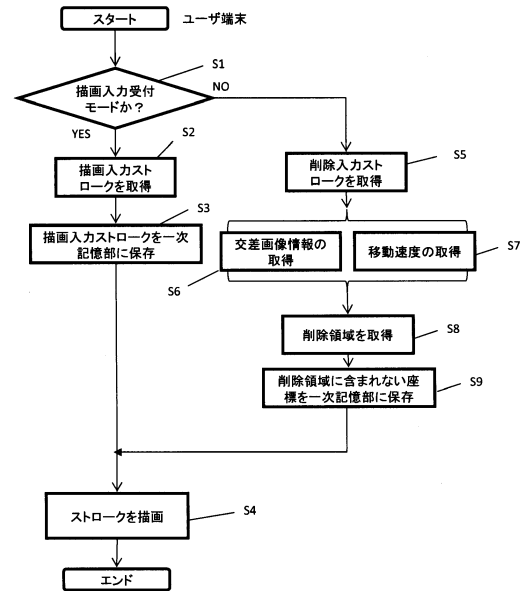 スタート
ユーザ端末
S1
描画入力受付
モードか？
NO
YES
S2
描画入力スト
ロークを取得
S5
削除入力スト
ロークを取得
S3
描画入力ストロークを一次
記憶部に保存
交差画像情報の
取得
S6
移動速度の取得
S7
削除領域を取得
S8
削除領域に含まれない座
標を一次記憶部に保存
S9
ストロークを描画
S4
エンド